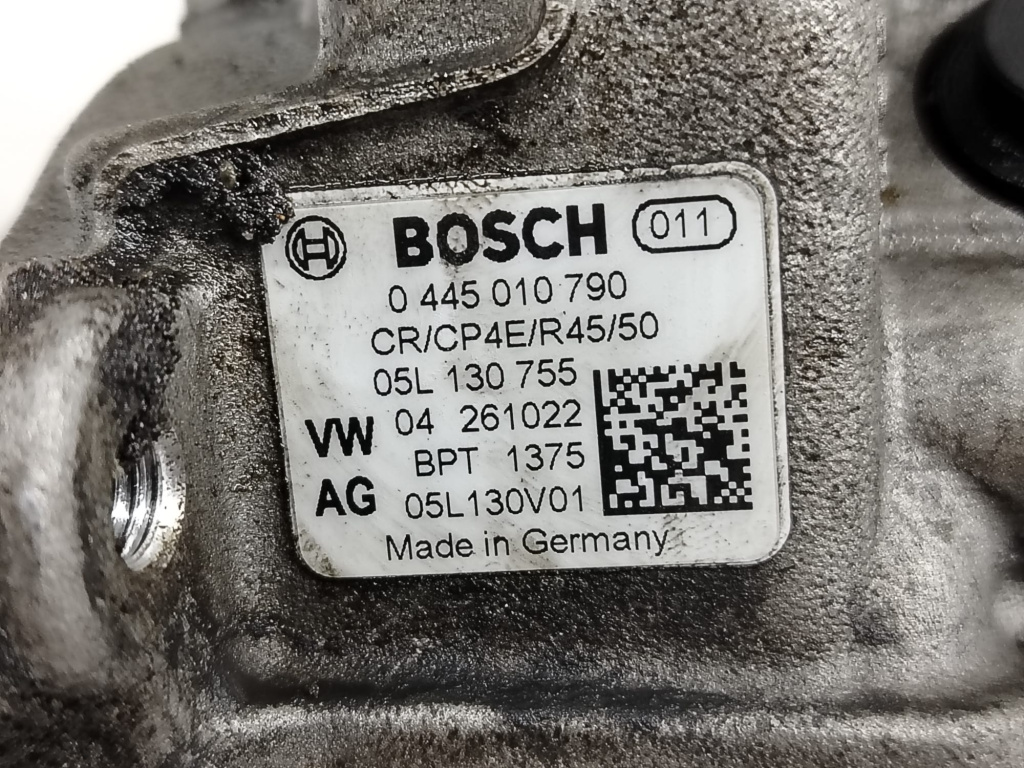 BOSCH 011
0 445 010 790
CR/CP4E/R45/50
05L 130 755
VW 04 261022
BPT 1375
AG 05L130V01
Made in Germany